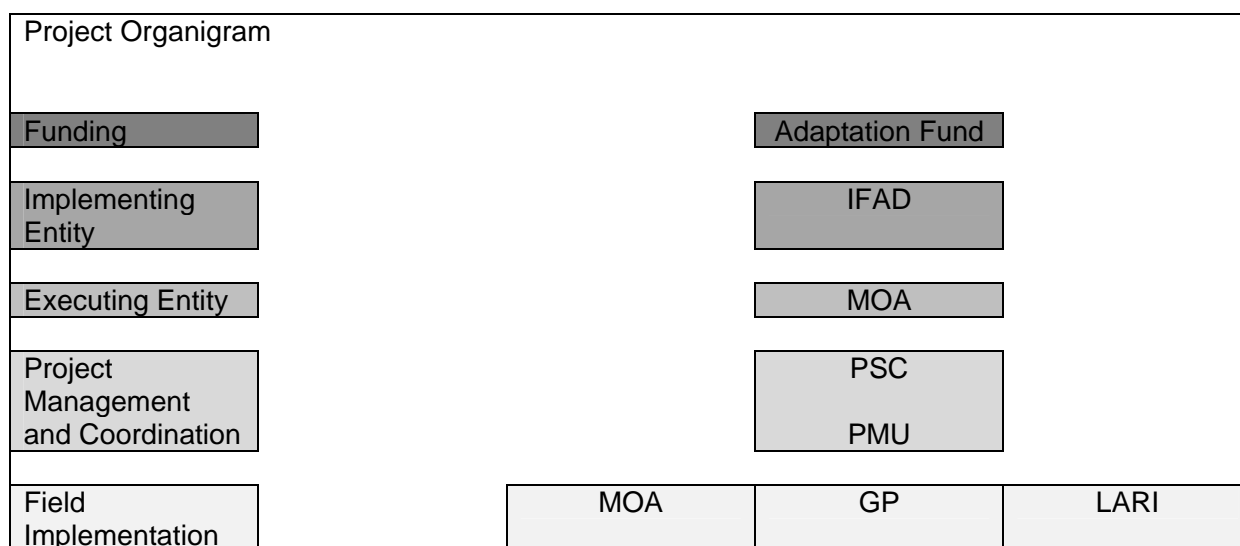 Project Organigram
Funding Adaptation Fund
Implementing IFAD
Entity
Executing Entity MOA
Project PSC
Management
and Coordination PMU
Field MOA GP LARI
Implementation